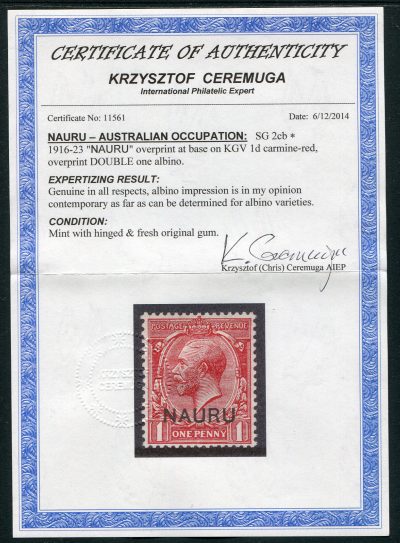 CERTIFICATE OF AUTHENTICITY
KRZYSZTOF CEREMUGA
International Philatelic Expert
Certificate No: 11561 Date: 6/12/2014
NAURU – AUSTRALIAN OCCUPATION: SG 2cb *
1916-23 "NAURU" overprint at base on KGV 1d carmine-red,
overprint DOUBLE one albino.
EXPERTIZING RESULT:
Genuine in all respects, albino impression is in my opinion
contemporary as far as can be determined for albino varieties.
CONDITION:
Mint with hinged & fresh original gum.
K. Ceremuga
Krzysztof (Chris) Ceremuga AIEP
POSTAGE REVENUE
KRZYSZTOF
CEREMUGA
NAURU
1 ONE PENNY 1